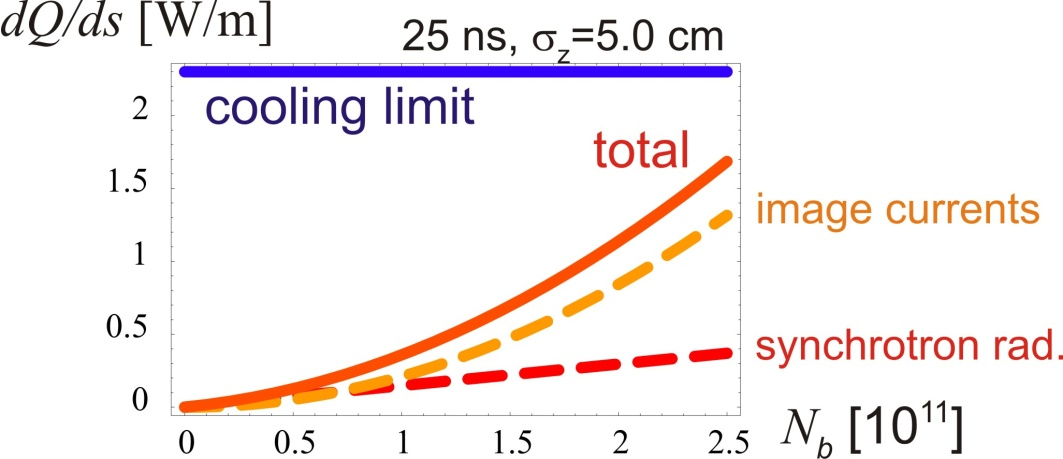 dQ/ds [W/m]
25 ns, σz=5.0 cm
cooling limit
total
image currents
synchrotron rad.
2
1.5
1
0.5
0
0 0.5 1 1.5 2 2.5
Nb [10¹¹]